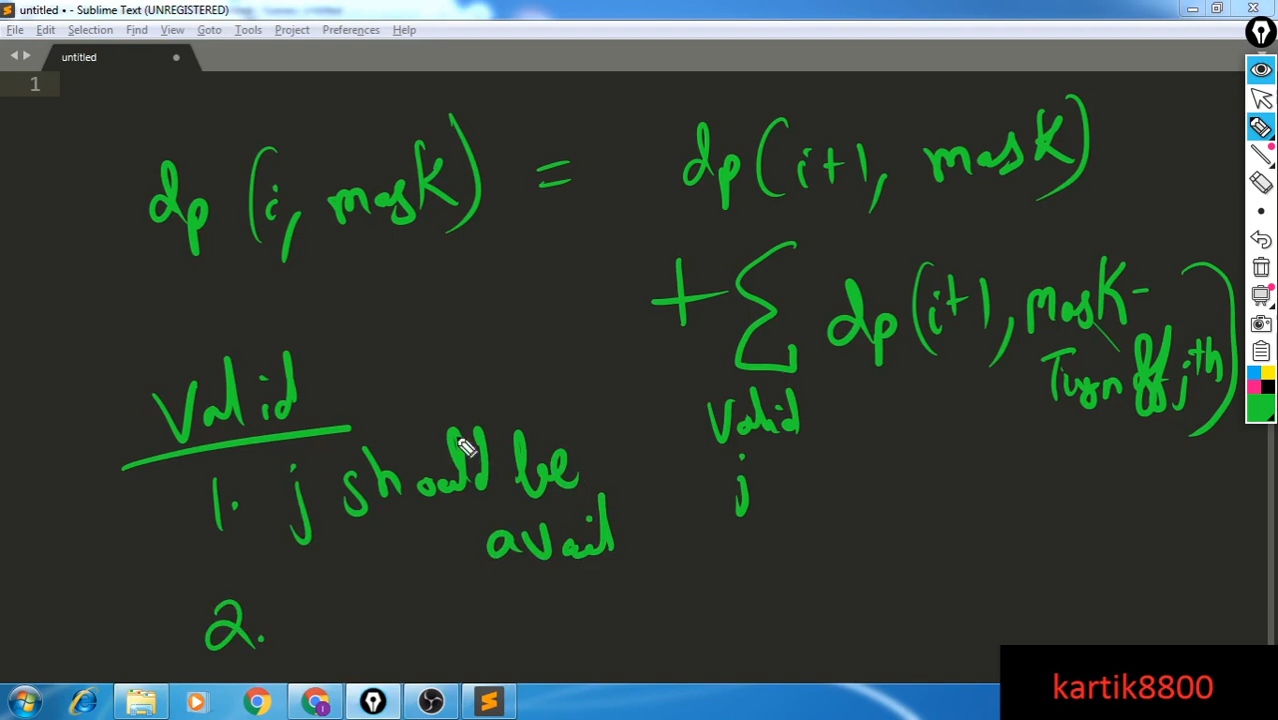 untitled • - Sublime Text (UNREGISTERED)
File Edit Selection Find View Goto Tools Project Preferences Help
untitled
1
dp (i, mask) = dp (i+1, mask)
+ Σ dp (i+1, mask -
Turn off jth)
Valid
j
Valid
1. j should be
avail
2.
kartik8800